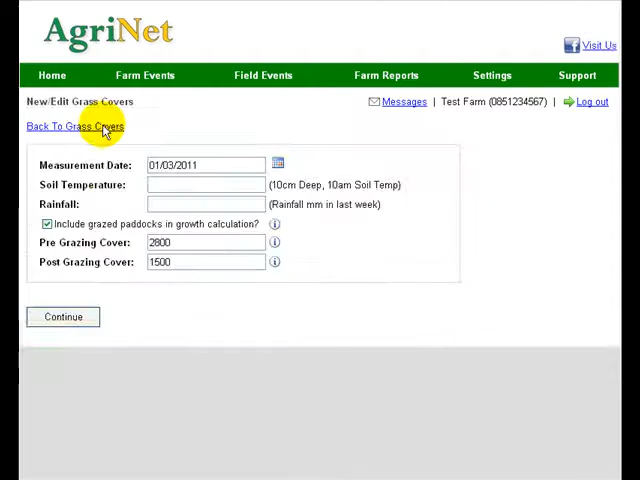 AgriNet
Visit Us
Home Farm Events Field Events Farm Reports Settings Support
New/Edit Grass Covers Messages | Test Farm (0851234567) | Log out
Back To Grass Covers
Measurement Date: 01/03/2011
Soil Temperature: (10cm Deep, 10am Soil Temp)
Rainfall: (Rainfall mm in last week)
Include grazed paddocks in growth calculation?
Pre Grazing Cover: 2800
Post Grazing Cover: 1500
Continue